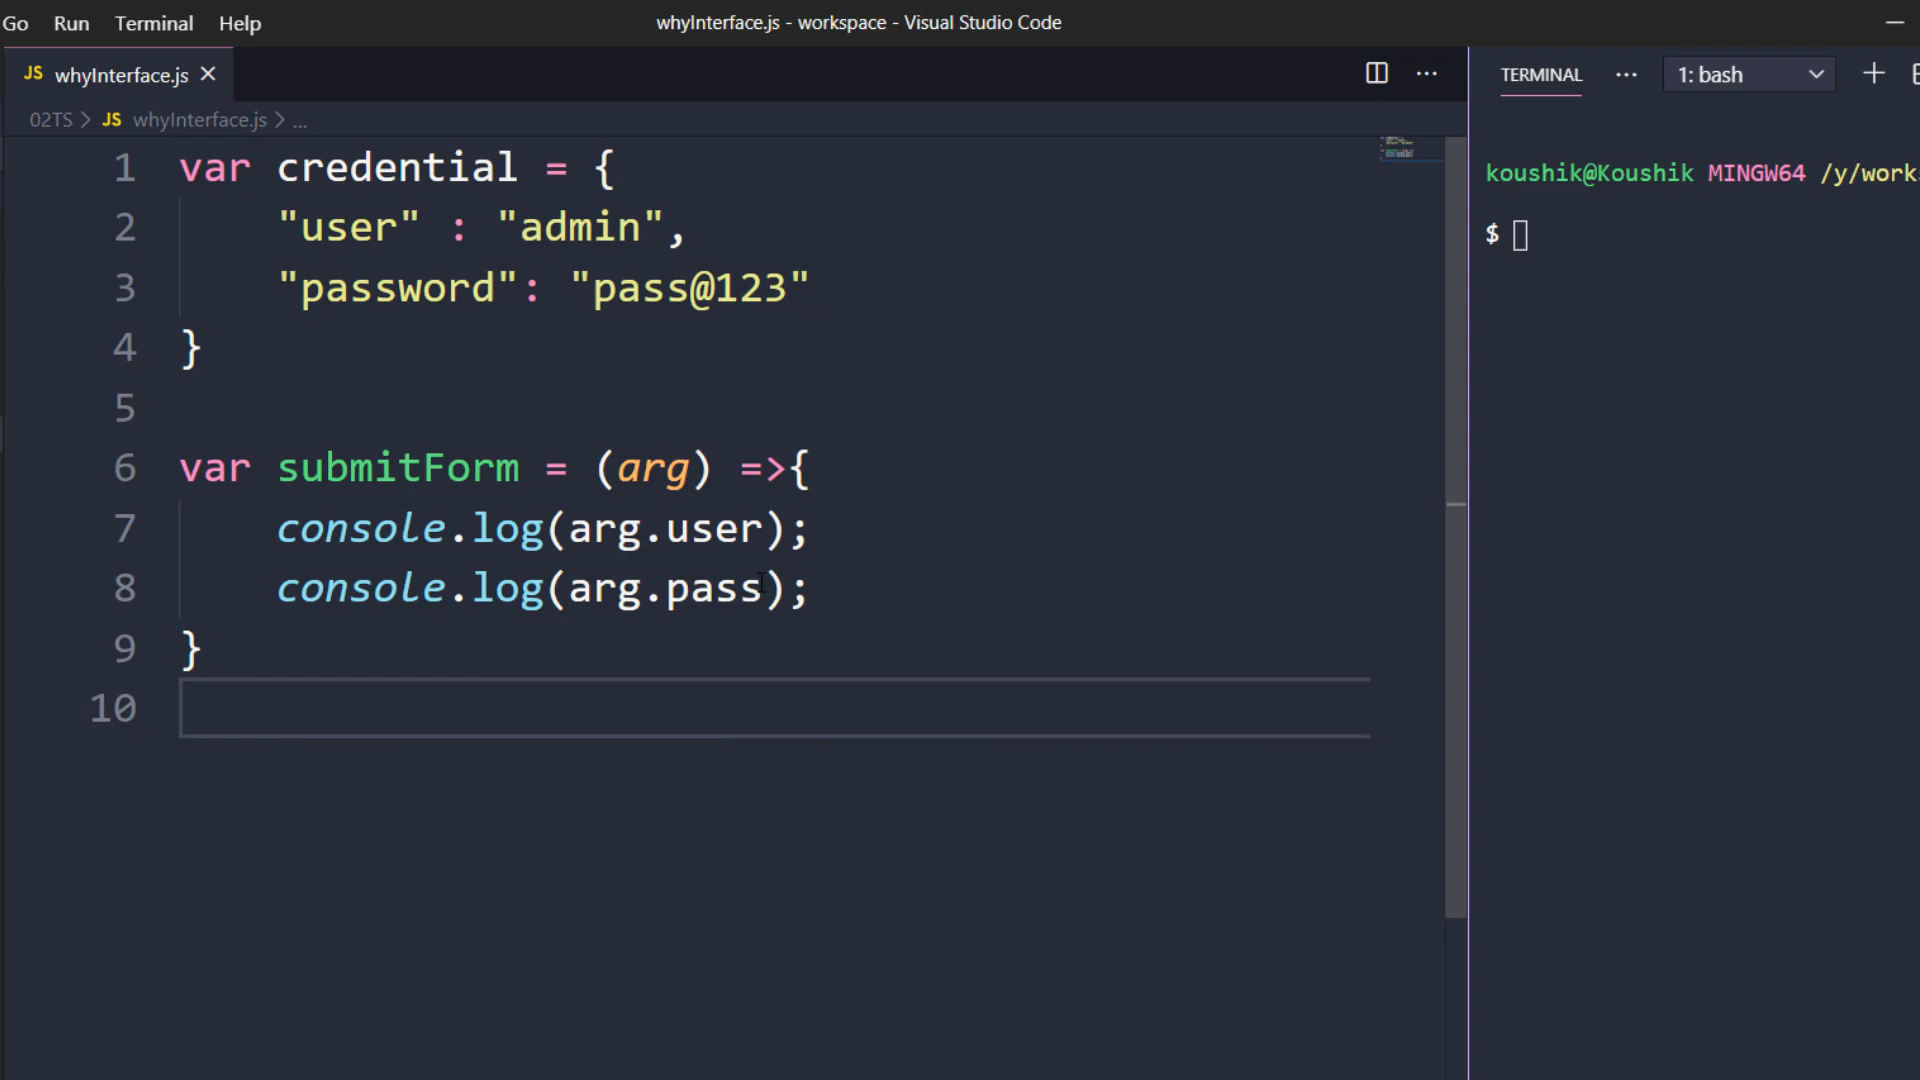 Go Run Terminal Help whyInterface.js - workspace - Visual Studio Code
JS whyInterface.js
02TS > JS whyInterface.js > ...
1 var credential = {
2 "user" : "admin",
3 "password": "pass@123"
4 }
5
6 var submitForm = (arg) =>{
7 console.log(arg.user);
8 console.log(arg.pass);
9 }
10
TERMINAL ... 1: bash
koushik@Koushik MINGW64 /y/work
$